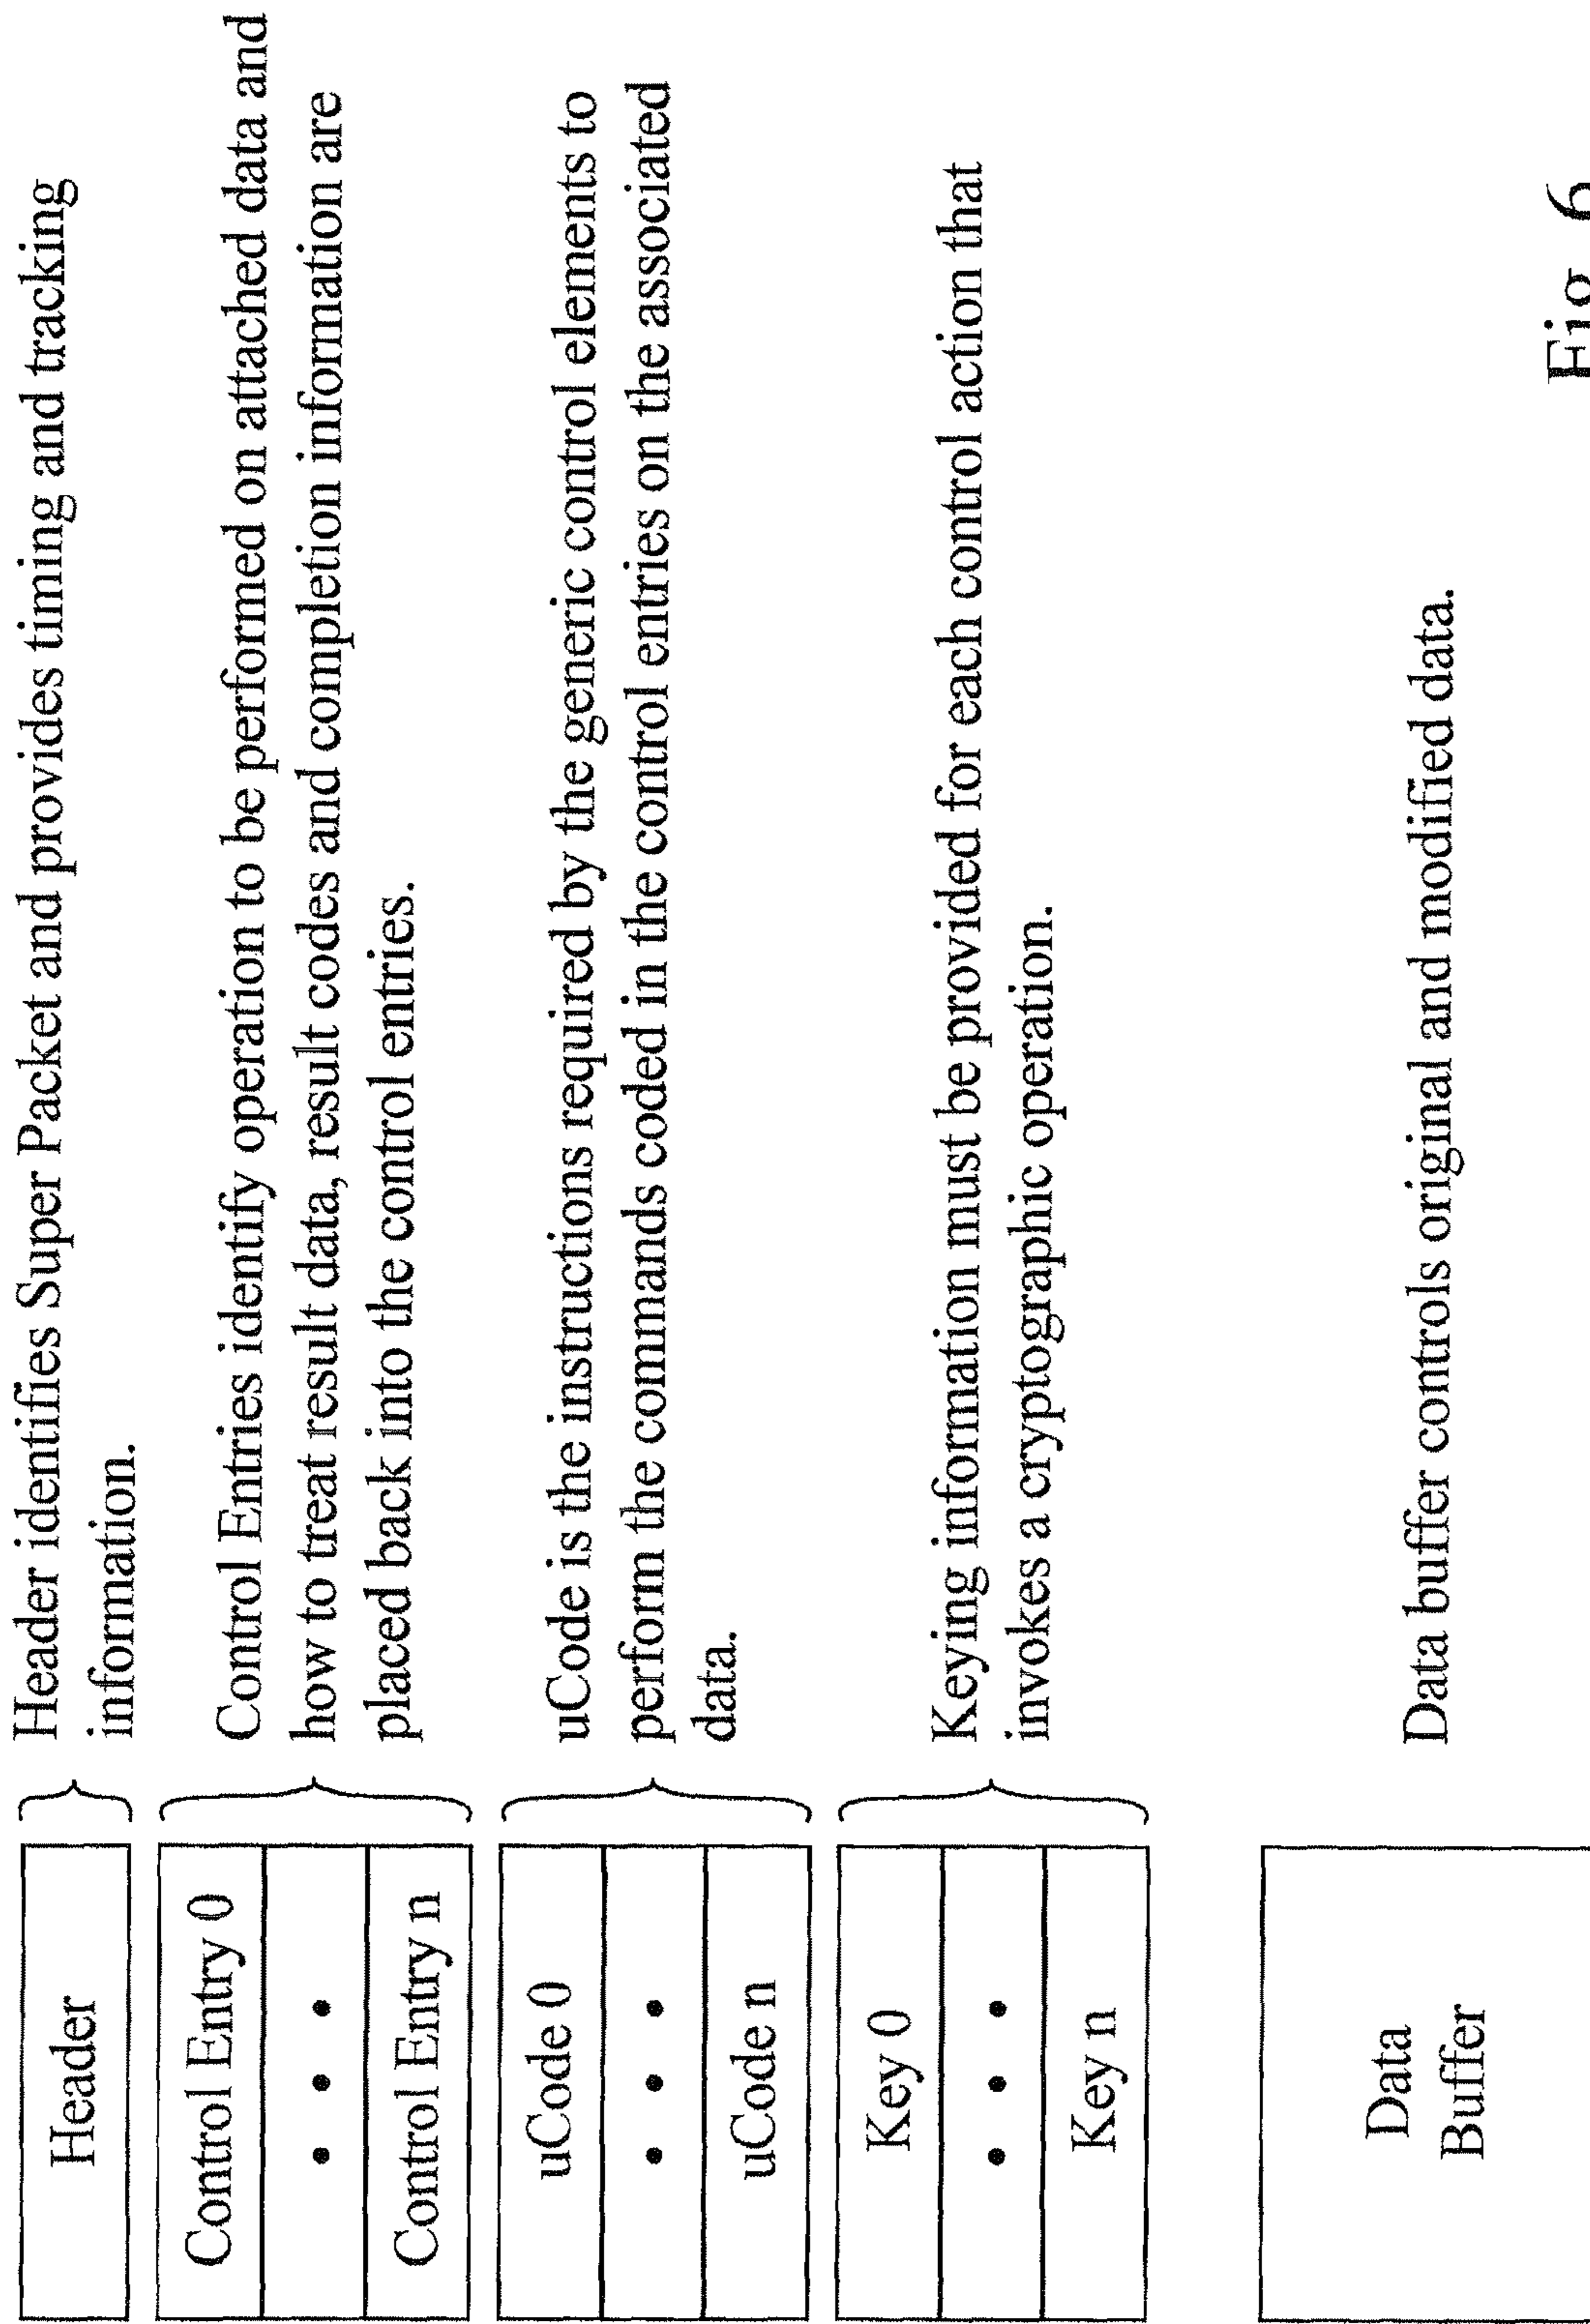 Header
Header identifies Super Packet and provides timing and tracking
information.
Control Entry 0
• • •
Control Entry n
Control Entries identify operation to be performed on attached data and
how to treat result data, result codes and completion information are
placed back into the control entries.
uCode 0
• • •
uCode n
uCode is the instructions required by the generic control elements to
perform the commands coded in the control entries on the associated
data.
Key 0
• • •
Key n
Keying information must be provided for each control action that
invokes a cryptographic operation.
Data
Buffer
Data buffer controls original and modified data.
Fig. 6